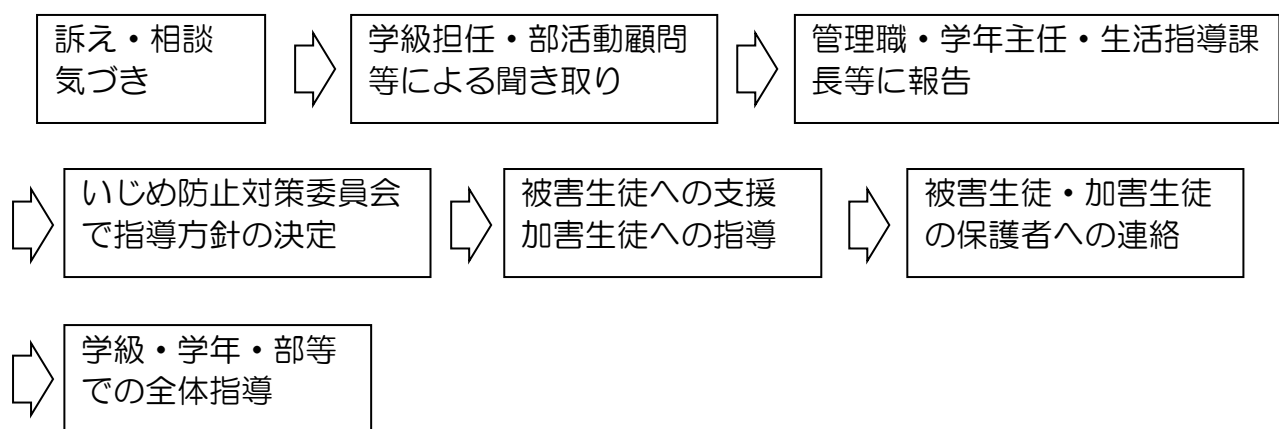 訴え・相談
気づき
学級担任・部活動顧問
等による聞き取り
管理職・学年主任・生活指導課
長等に報告
いじめ防止対策委員会
で指導方針の決定
被害生徒への支援
加害生徒への指導
被害生徒・加害生徒
の保護者への連絡
学級・学年・部等
での全体指導